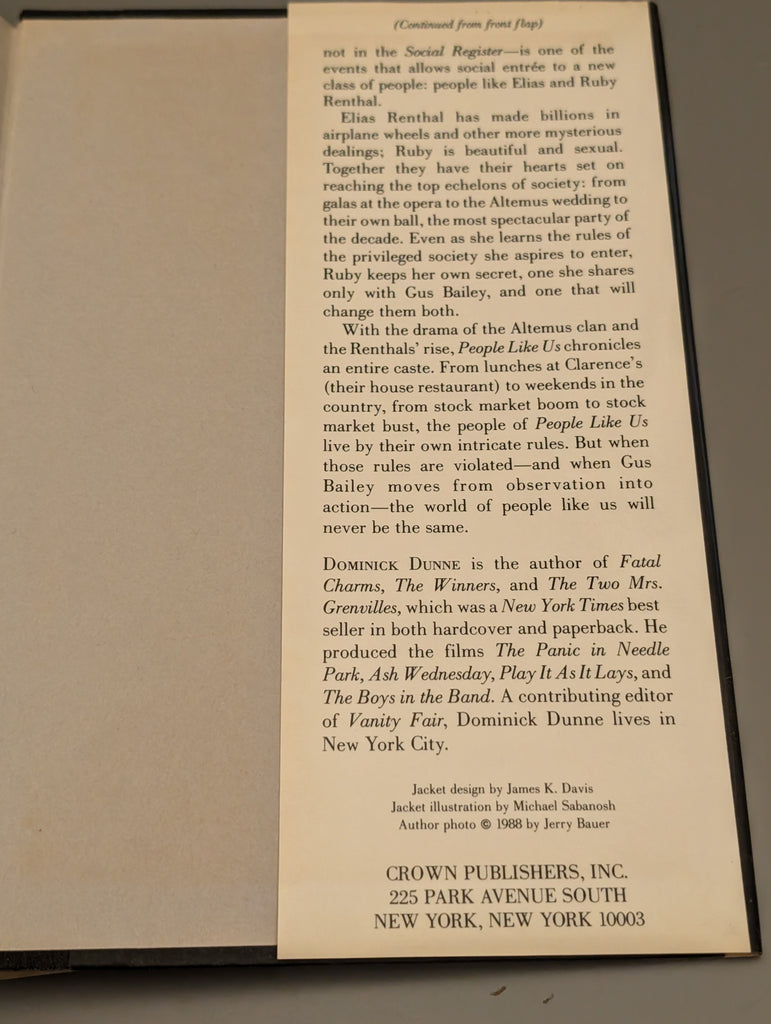 (Continued from front flap)
not in the Social Register—is one of the
events that allows social entrée to a new
class of people: people like Elias and Ruby
Renthal.
Elias Renthal has made billions in
airplane wheels and other more mysterious
dealings; Ruby is beautiful and sexual.
Together they have their hearts set on
reaching the top echelons of society: from
galas at the opera to the Altemus wedding to
their own ball, the most spectacular party of
the decade. Even as she learns the rules of
the privileged society she aspires to enter,
Ruby keeps her own secret, one she shares
only with Gus Bailey, and one that will
change them both.
With the drama of the Altemus clan and
the Renthals' rise, People Like Us chronicles
an entire caste. From lunches at Clarence's
(their house restaurant) to weekends in the
country, from stock market boom to stock
market bust, the people of People Like Us
live by their own intricate rules. But when
those rules are violated—and when Gus
Bailey moves from observation into
action—the world of people like us will
never be the same.
DOMINICK DUNNE is the author of Fatal
Charms, The Winners, and The Two Mrs.
Grenvilles, which was a New York Times best
seller in both hardcover and paperback. He
produced the films The Panic in Needle
Park, Ash Wednesday, Play It As It Lays, and
The Boys in the Band. A contributing editor
of Vanity Fair, Dominick Dunne lives in
New York City.
Jacket design by James K. Davis
Jacket illustration by Michael Sabanosh
Author photo © 1988 by Jerry Bauer
CROWN PUBLISHERS, INC.
225 PARK AVENUE SOUTH
NEW YORK, NEW YORK 10003